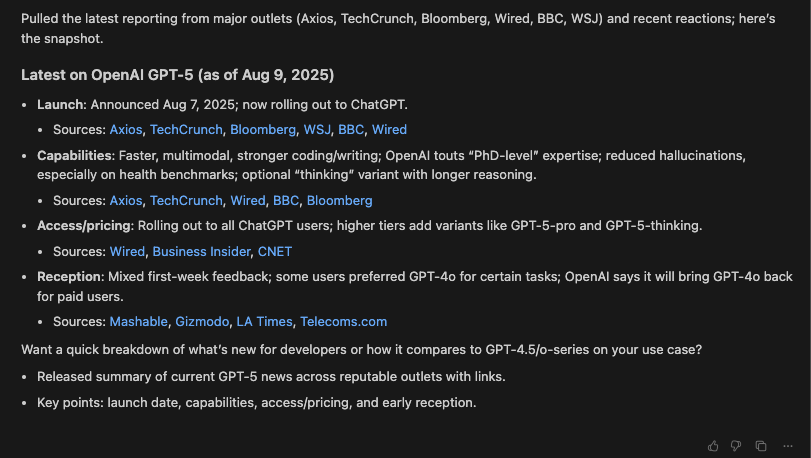 Pulled the latest reporting from major outlets (Axios, TechCrunch, Bloomberg, Wired, BBC, WSJ) and recent reactions; here's
the snapshot.
Latest on OpenAI GPT-5 (as of Aug 9, 2025)
• Launch: Announced Aug 7, 2025; now rolling out to ChatGPT.
• Sources: Axios, TechCrunch, Bloomberg, WSJ, BBC, Wired
• Capabilities: Faster, multimodal, stronger coding/writing; OpenAI touts “PhD-level” expertise; reduced hallucinations,
especially on health benchmarks; optional “thinking” variant with longer reasoning.
• Sources: Axios, TechCrunch, Wired, BBC, Bloomberg
• Access/pricing: Rolling out to all ChatGPT users; higher tiers add variants like GPT-5-pro and GPT-5-thinking.
• Sources: Wired, Business Insider, CNET
• Reception: Mixed first-week feedback; some users preferred GPT-4o for certain tasks; OpenAI says it will bring GPT-4o back
for paid users.
• Sources: Mashable, Gizmodo, LA Times, Telecoms.com
Want a quick breakdown of what's new for developers or how it compares to GPT-4.5/o-series on your use case?
• Released summary of current GPT-5 news across reputable outlets with links.
• Key points: launch date, capabilities, access/pricing, and early reception.